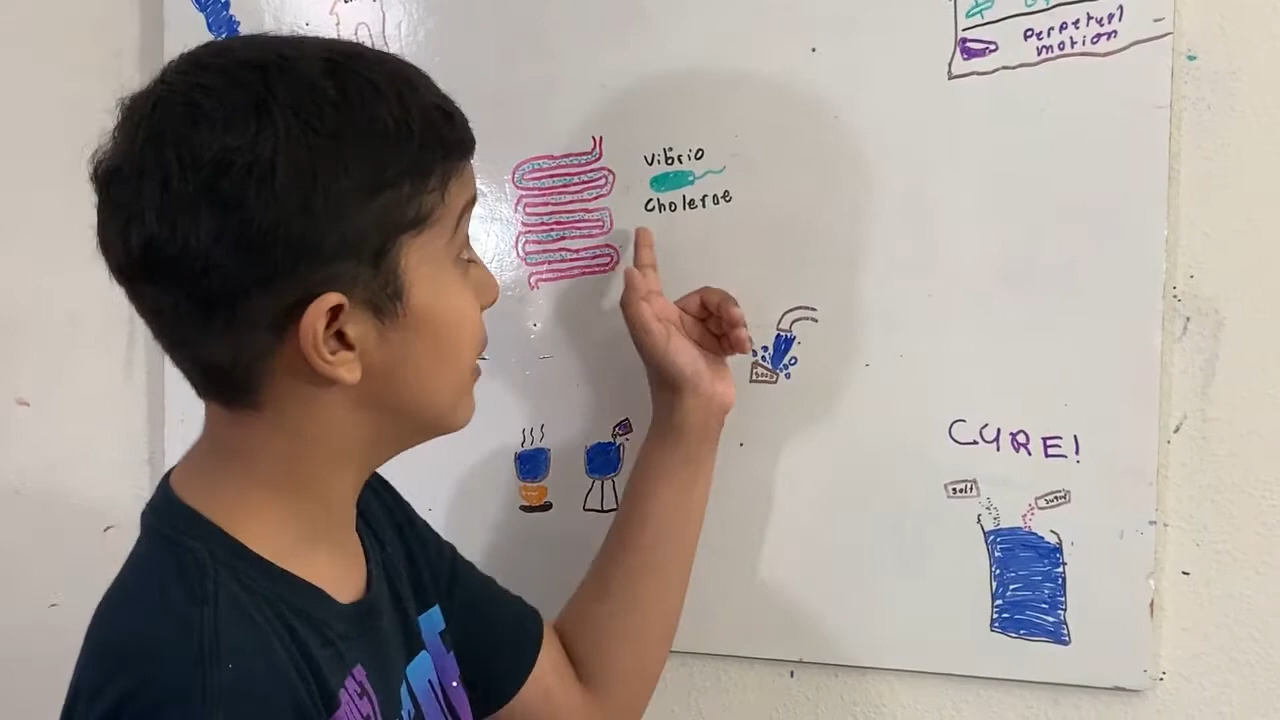 Perpetual
motion
Vibrio
Cholerae
Soap
CURE!
Salt
Sugar